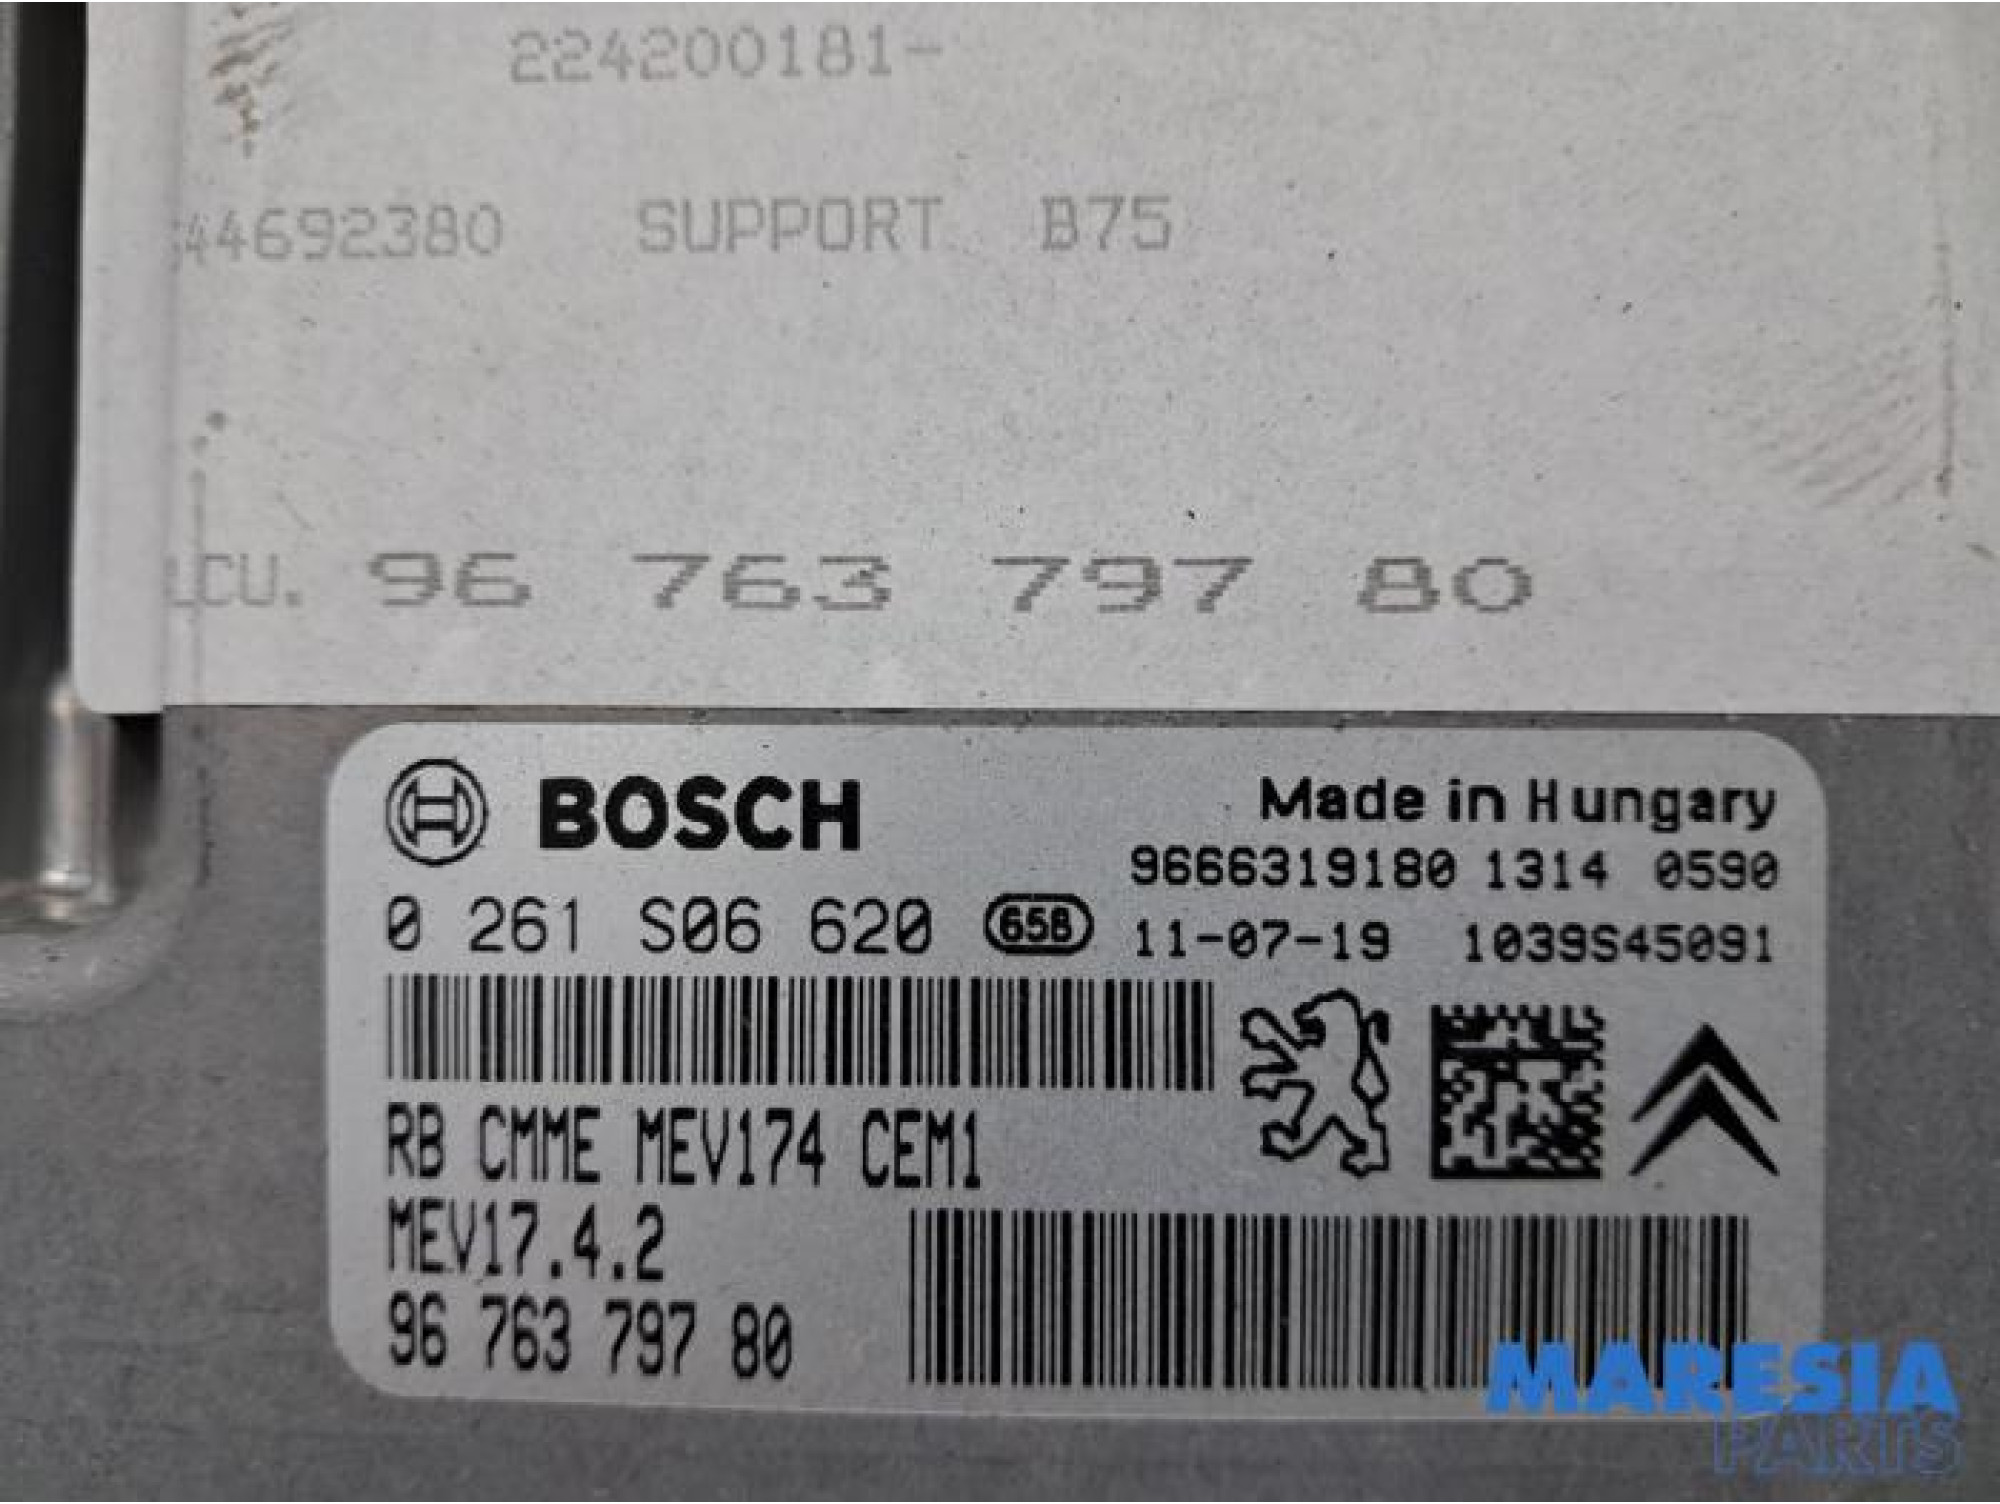 224200181-
44692380 SUPPORT B75
LCU. 96 763 797 80
BOSCH
Made in Hungary
9666319180 1314 0590
0 261 S06 620 658 11-07-19 1039S45091
RB CMME MEV174 CEM1
MEV17.4.2
96 763 797 80
MARESIA
PARTS